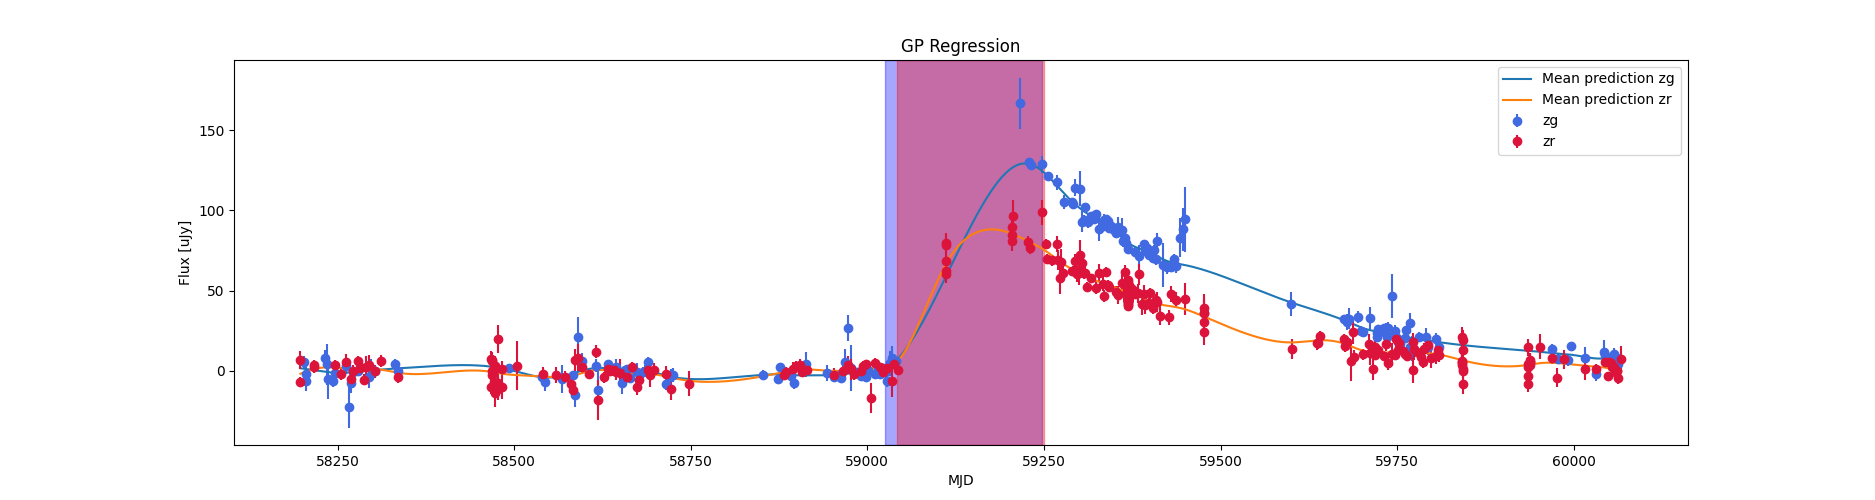 GP Regression
Mean prediction zg
Mean prediction zr
zg
zr
Flux [uJy]
150
100
50
0
58250 58500 58750 59000 59250 59500 59750 60000
MJD